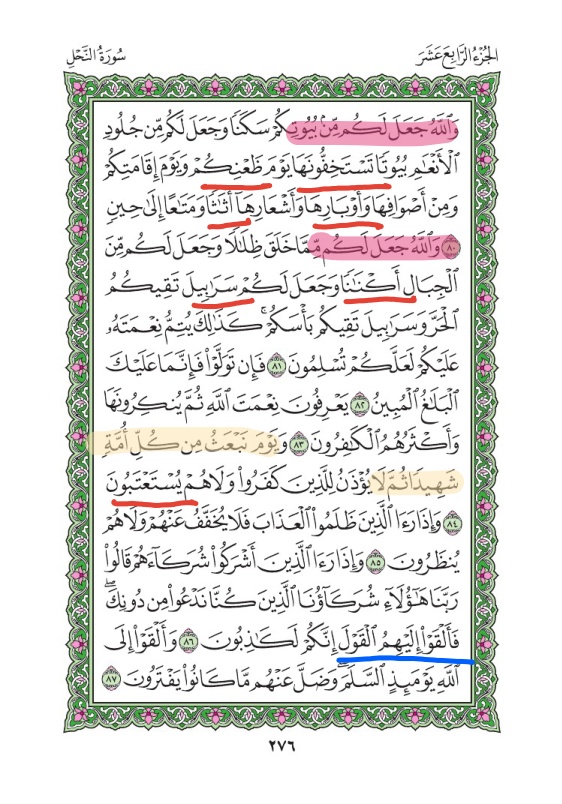 الجُزْءُ الرَّابِعَ عَشَرَ
سُورَةُ النَّحْلِ
وَٱللَّهُ جَعَلَ لَكُم مِّنۢ بُيُوتِكُمْ سَكَنًا وَجَعَلَ لَكُم مِّن جُلُودِ
ٱلْأَنْعَٰمِ بُيُوتًا تَسْتَخِفُّونَهَا يَوْمَ ظَعْنِكُمْ وَيَوْمَ إِقَامَتِكُمْ
وَمِنْ أَصْوَافِهَا وَأَوْبَارِهَا وَأَشْعَارِهَآ أَثَٰثًا وَمَتَٰعًا إِلَىٰ حِينٍ
٨٠ وَٱللَّهُ جَعَلَ لَكُم مِّمَّا خَلَقَ ظِلَٰلًا وَجَعَلَ لَكُم مِّنَ
ٱلْجِبَالِ أَكْنَٰنًا وَجَعَلَ لَكُمْ سَرَٰبِيلَ تَقِيكُمُ
ٱلْحَرَّ وَسَرَٰبِيلَ تَقِيكُم بَأْسَكُمْ ۚ كَذَٰلِكَ يُتِمُّ نِعْمَتَهُۥ
عَلَيْكُمْ لَعَلَّكُمْ تُسْلِمُونَ ٨١ فَإِن تَوَلَّوْا۟ فَإِنَّمَا عَلَيْكَ
ٱلْبَلَٰغُ ٱلْمُبِينُ ٨٢ يَعْرِفُونَ نِعْمَتَ ٱللَّهِ ثُمَّ يُنكِرُونَهَا
وَأَكْثَرُهُمُ ٱلْكَٰفِرُونَ ٨٣ وَيَوْمَ نَبْعَثُ مِن كُلِّ أُمَّةٍ
شَهِيدًا ثُمَّ لَا يُؤْذَنُ لِلَّذِينَ كَفَرُوا۟ وَلَا هُمْ يُسْتَعْتَبُونَ
٨٤ وَإِذَا رَءَا ٱلَّذِينَ ظَلَمُوا۟ ٱلْعَذَابَ فَلَا يُخَفَّفُ عَنْهُمْ وَلَا هُمْ
يُنظَرُونَ ٨٥ وَإِذَا رَءَا ٱلَّذِينَ أَشْرَكُوا۟ شُرَكَآءَهُمْ قَالُوا۟
رَبَّنَا هَٰٓؤُلَآءِ شُرَكَآؤُنَا ٱلَّذِينَ كُنَّا نَدْعُوا۟ مِن دُونِكَ ۖ
فَأَلْقَوْا۟ إِلَيْهِمُ ٱلْقَوْلَ إِنَّكُمْ لَكَٰذِبُونَ ٨٦ وَأَلْقَوْا۟ إِلَى
ٱللَّهِ يَوْمَئِذٍ ٱلسَّلَمَ ۖ وَضَلَّ عَنْهُم مَّا كَانُوا۟ يَفْتَرُونَ ٨٧
٢٧٦